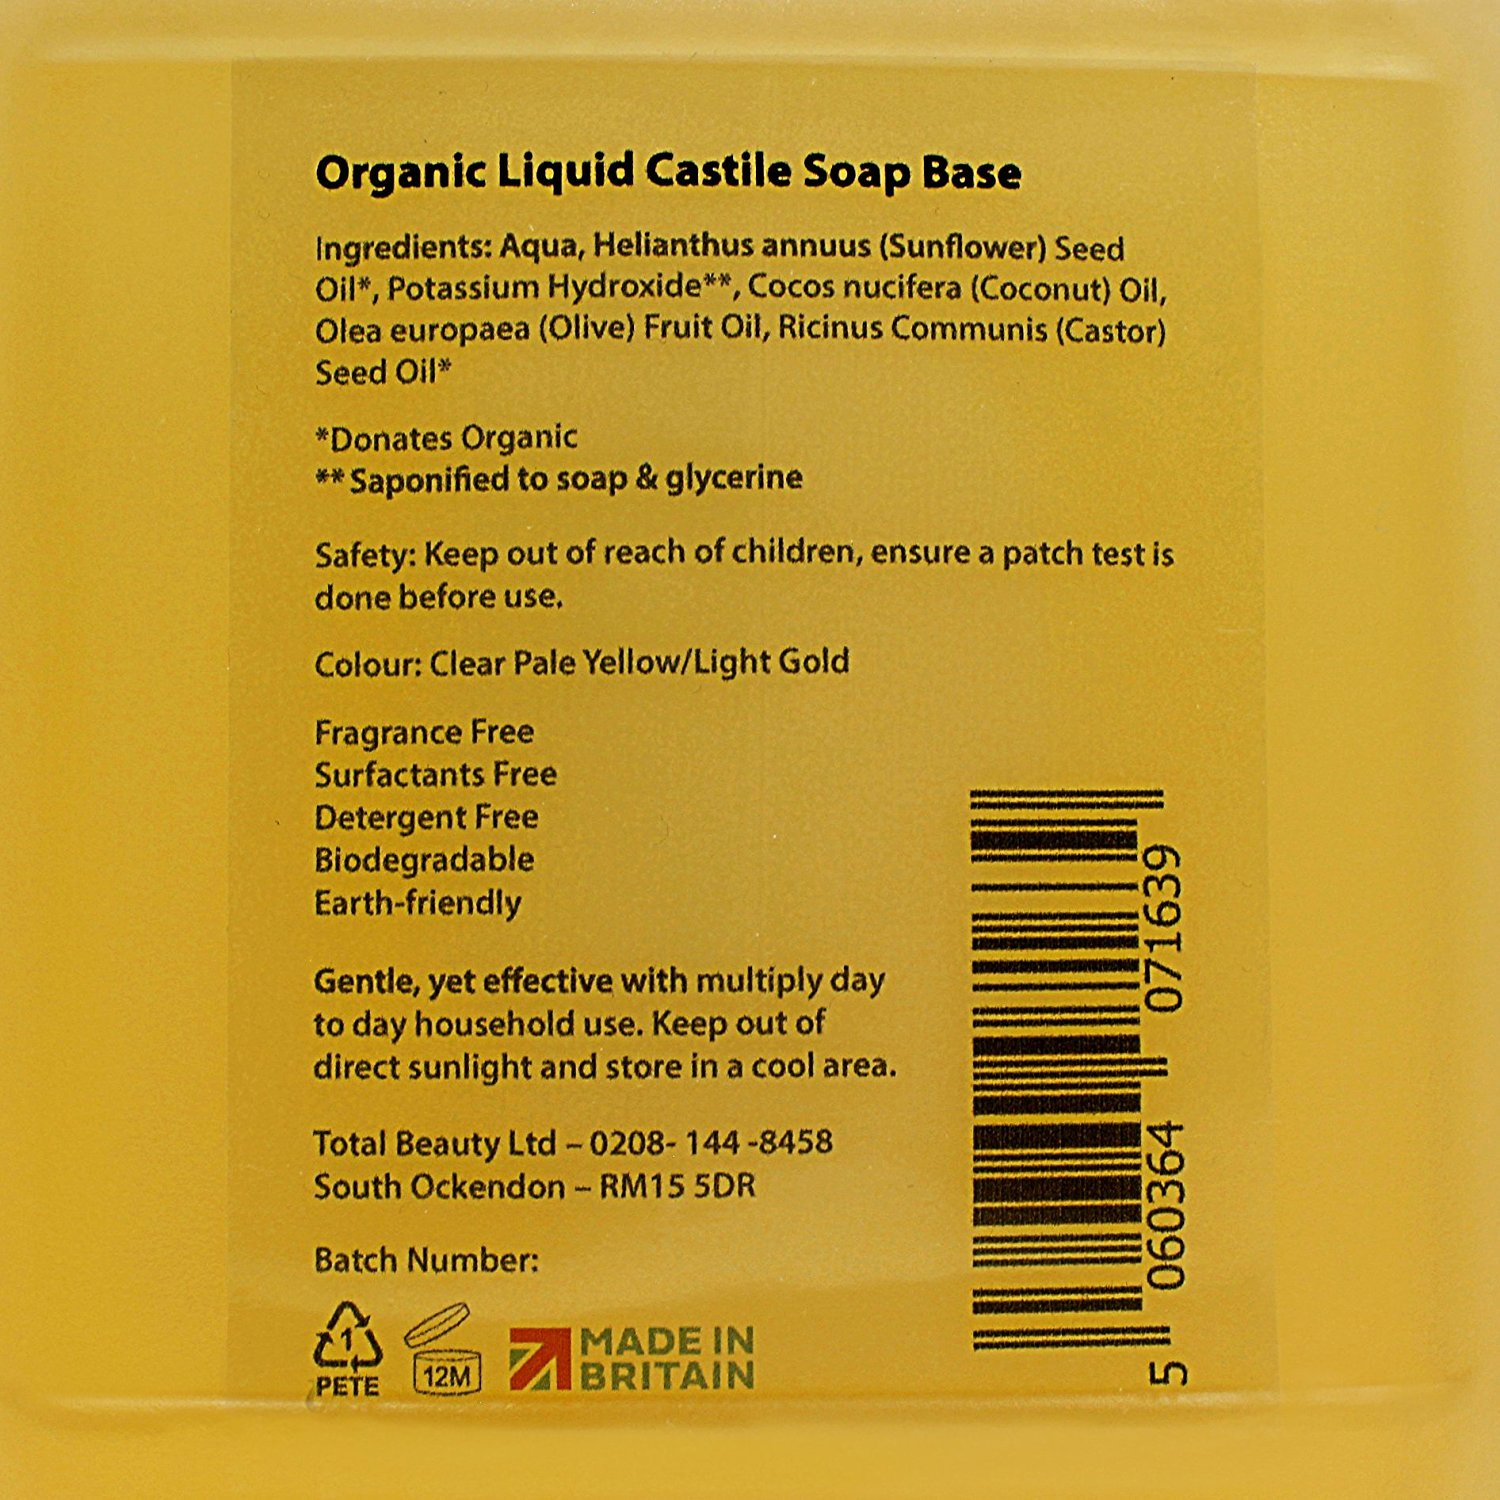 Organic Liquid Castile Soap Base
Ingredients: Aqua, Helianthus annuus (Sunflower) Seed
Oil*, Potassium Hydroxide**, Cocos nucifera (Coconut) Oil,
Olea europaea (Olive) Fruit Oil, Ricinus Communis (Castor)
Seed Oil*
*Donates Organic
** Saponified to soap & glycerine
Safety: Keep out of reach of children, ensure a patch test is
done before use.
Colour: Clear Pale Yellow/Light Gold
Fragrance Free
Surfactants Free
Detergent Free
Biodegradable
Earth-friendly
Gentle, yet effective with multiply day
to day household use. Keep out of
direct sunlight and store in a cool area.
Total Beauty Ltd – 0208- 144 -8458
South Ockendon – RM15 5DR
Batch Number:
1
PETE
12M
MADE IN
BRITAIN
5 060364 071639